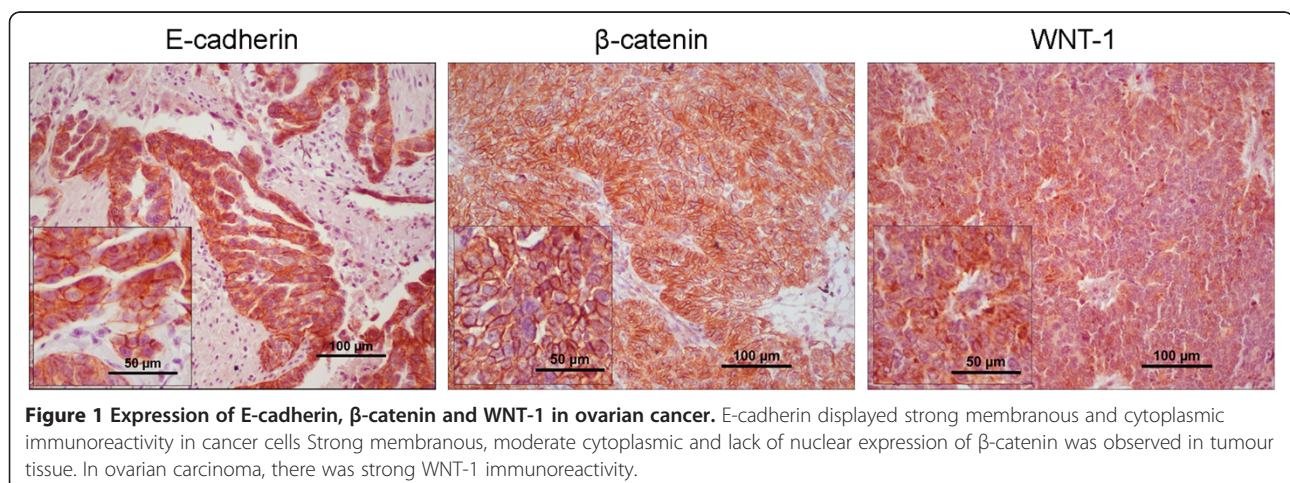 E-cadherin
β-catenin
WNT-1
50 μm
100 μm
50 μm
100 μm
50 μm
100 μm
Figure 1 Expression of E-cadherin, β-catenin and WNT-1 in ovarian cancer. E-cadherin displayed strong membranous and cytoplasmic
immunoreactivity in cancer cells Strong membranous, moderate cytoplasmic and lack of nuclear expression of β-catenin was observed in tumour
tissue. In ovarian carcinoma, there was strong WNT-1 immunoreactivity.